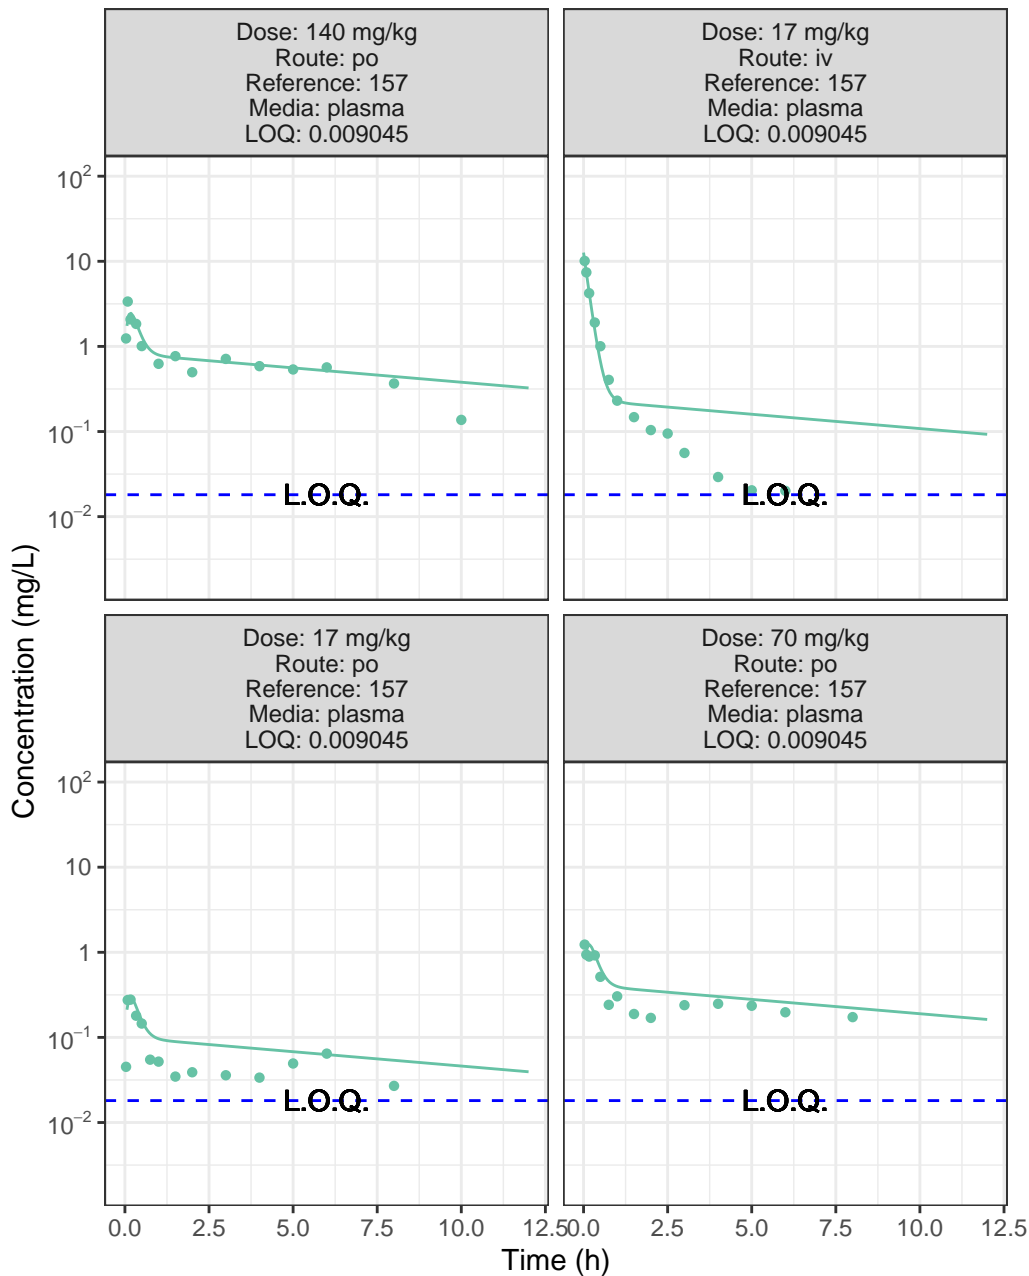 Dose: 140 mg/kg
Route: po
Reference: 157
Media: plasma
LOQ: 0.009045
Dose: 17 mg/kg
Route: iv
Reference: 157
Media: plasma
LOQ: 0.009045
10²
10
1
10⁻¹
10⁻²
L.O.Q.
L.O.Q.
Dose: 17 mg/kg
Route: po
Reference: 157
Media: plasma
LOQ: 0.009045
Dose: 70 mg/kg
Route: po
Reference: 157
Media: plasma
LOQ: 0.009045
10²
10
1
10⁻¹
10⁻²
L.O.Q.
L.O.Q.
0.0 2.5 5.0 7.5 10.0 12.5
0.0 2.5 5.0 7.5 10.0 12.5
Time (h)
Concentration (mg/L)